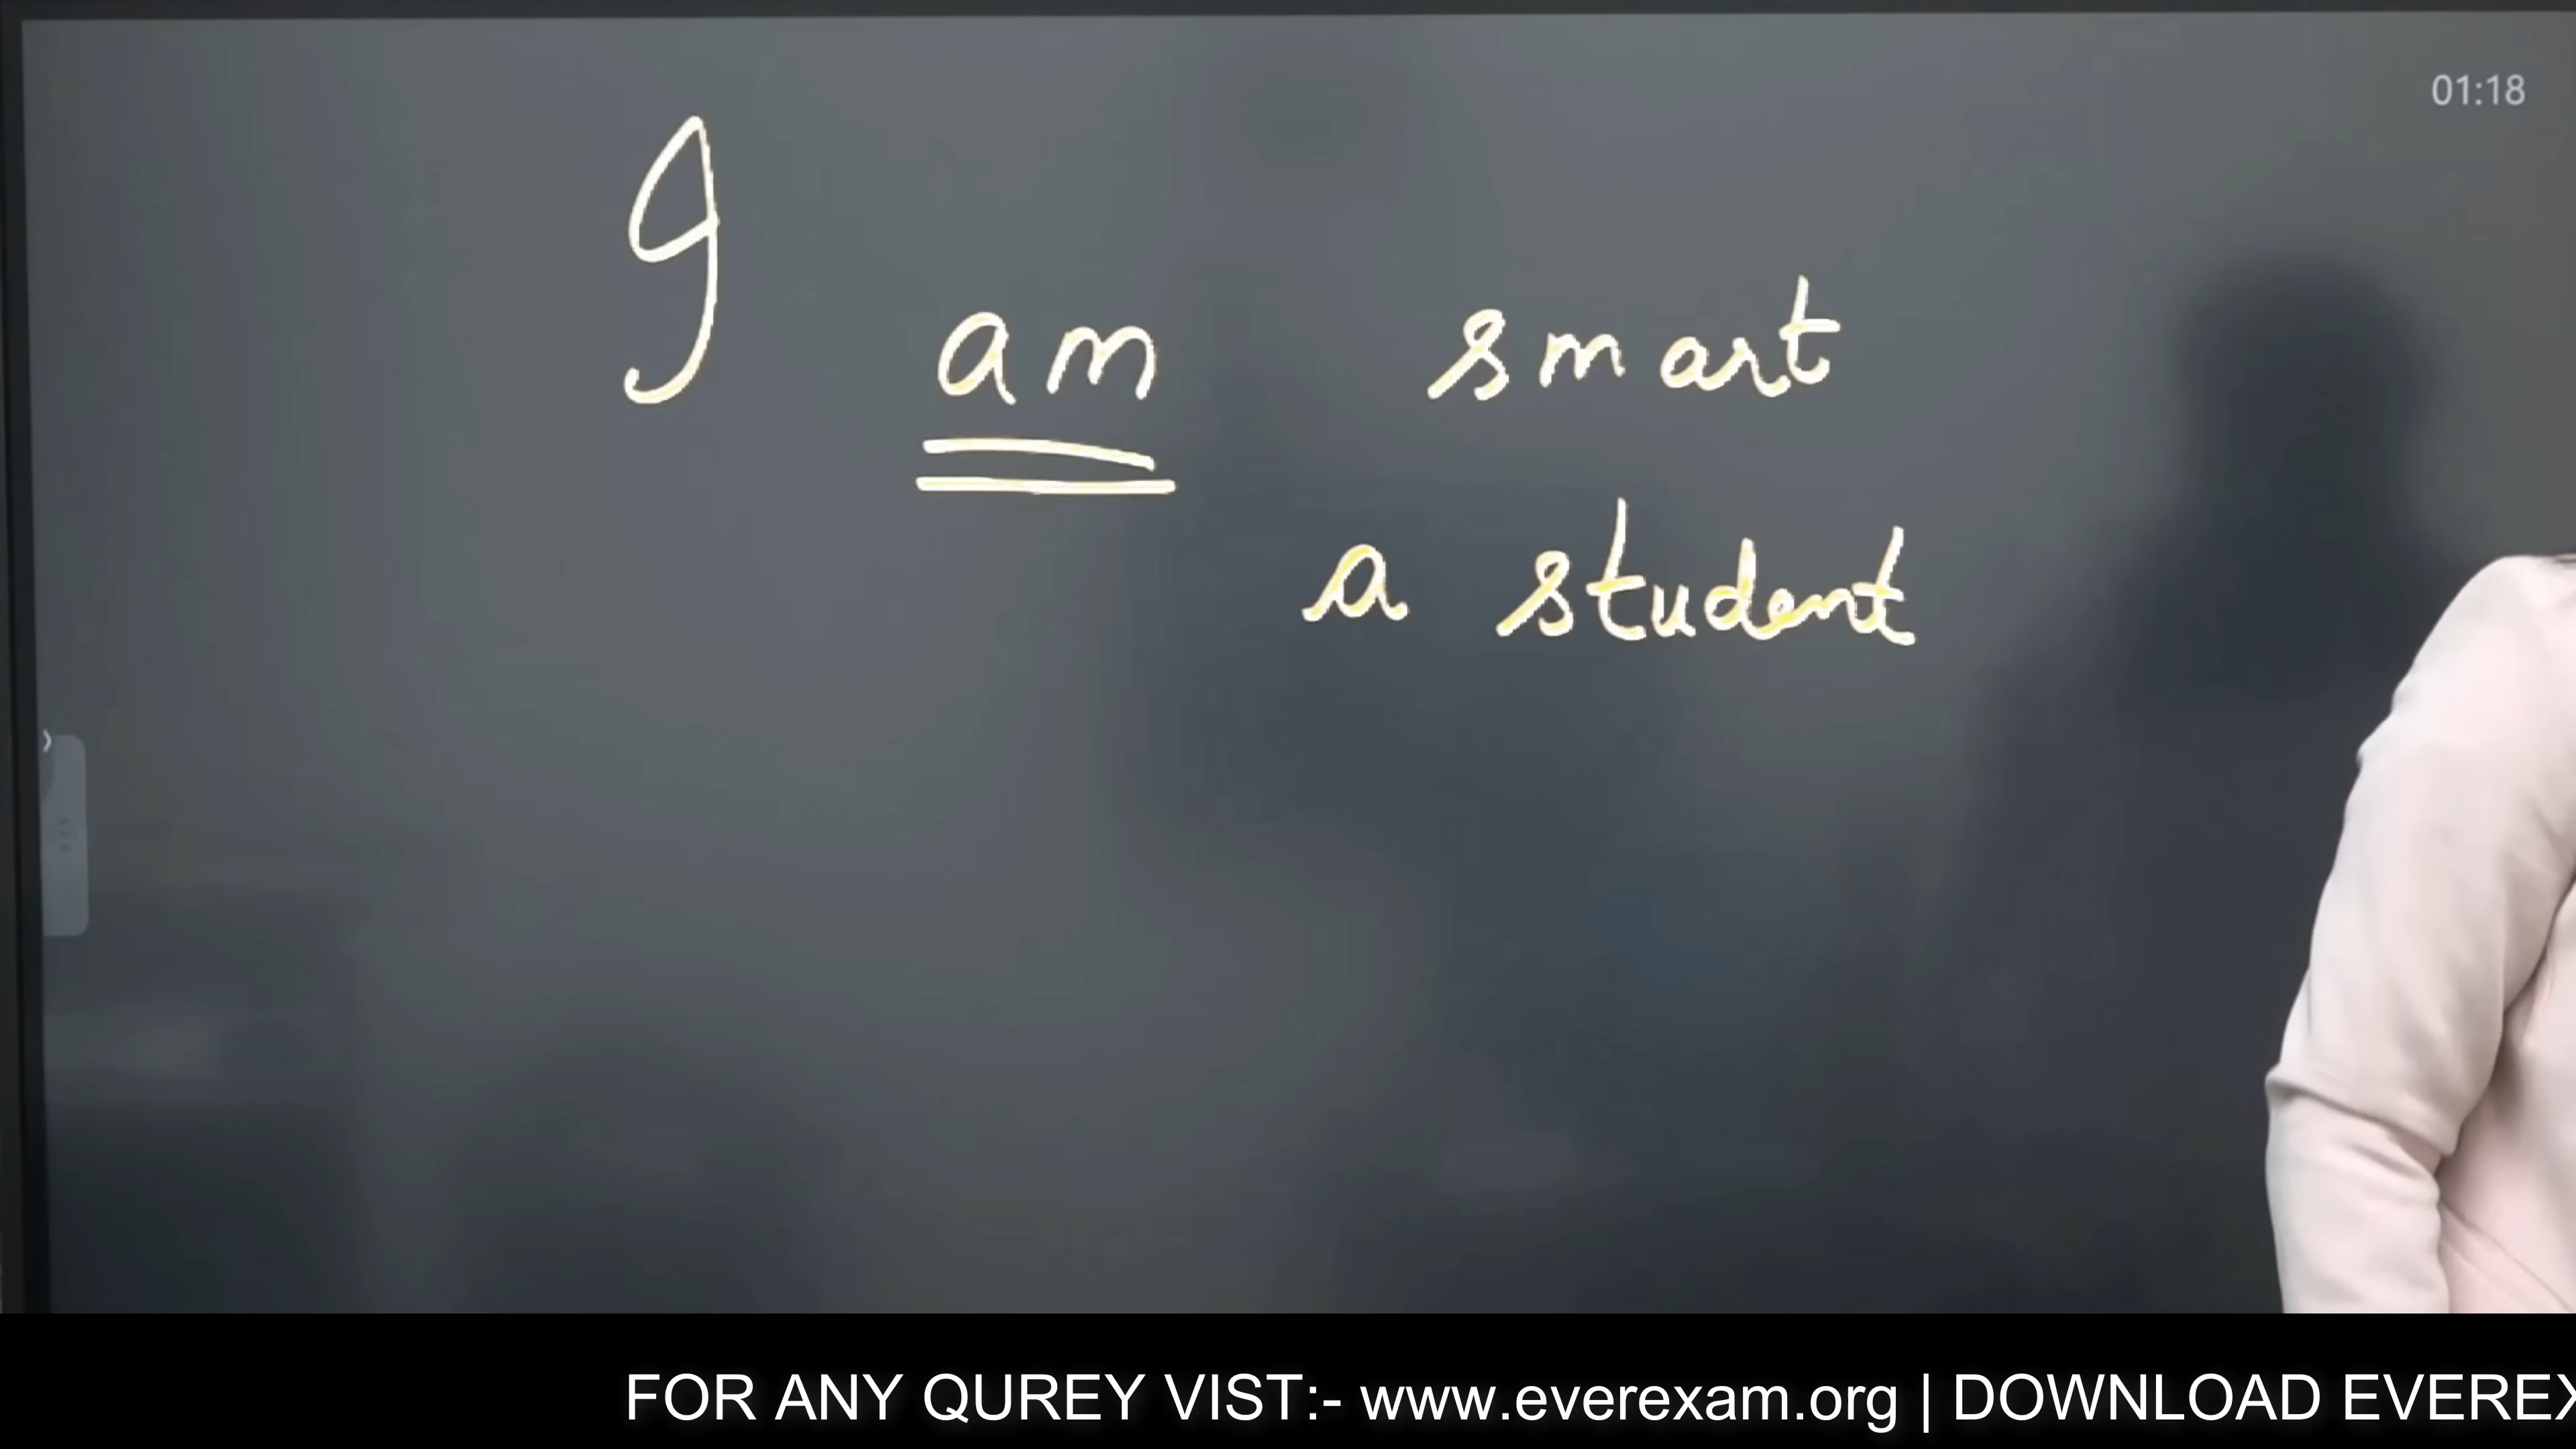 01:18
I am smart
a student
FOR ANY QUREY VIST:- www.everexam.org | DOWNLOAD EVEREX